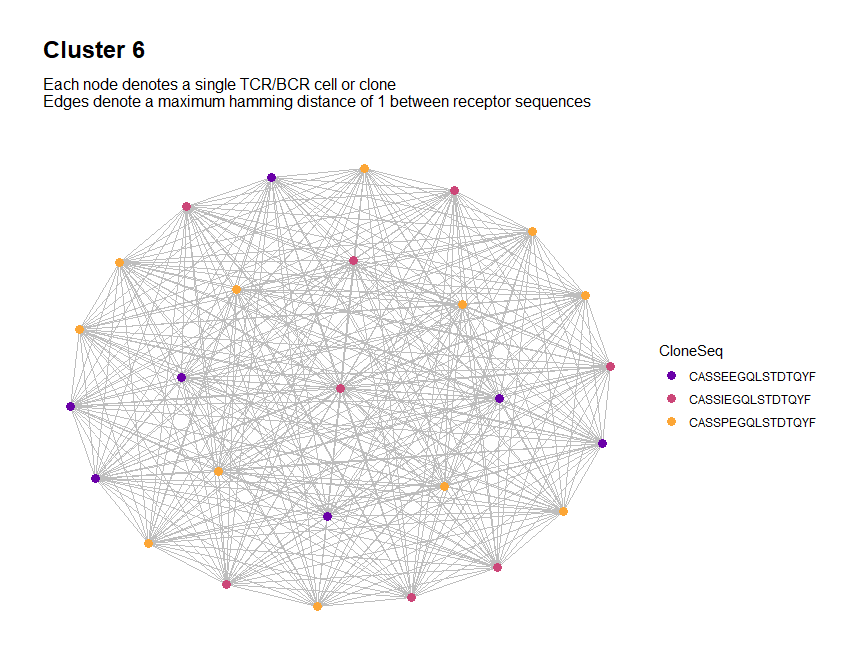 Cluster 6
Each node denotes a single TCR/BCR cell or clone
Edges denote a maximum hamming distance of 1 between receptor sequences
CloneSeq
CASSEEGQLSTDTQYF
CASSIEGQLSTDTQYF
CASSPEGQLSTDTQYF